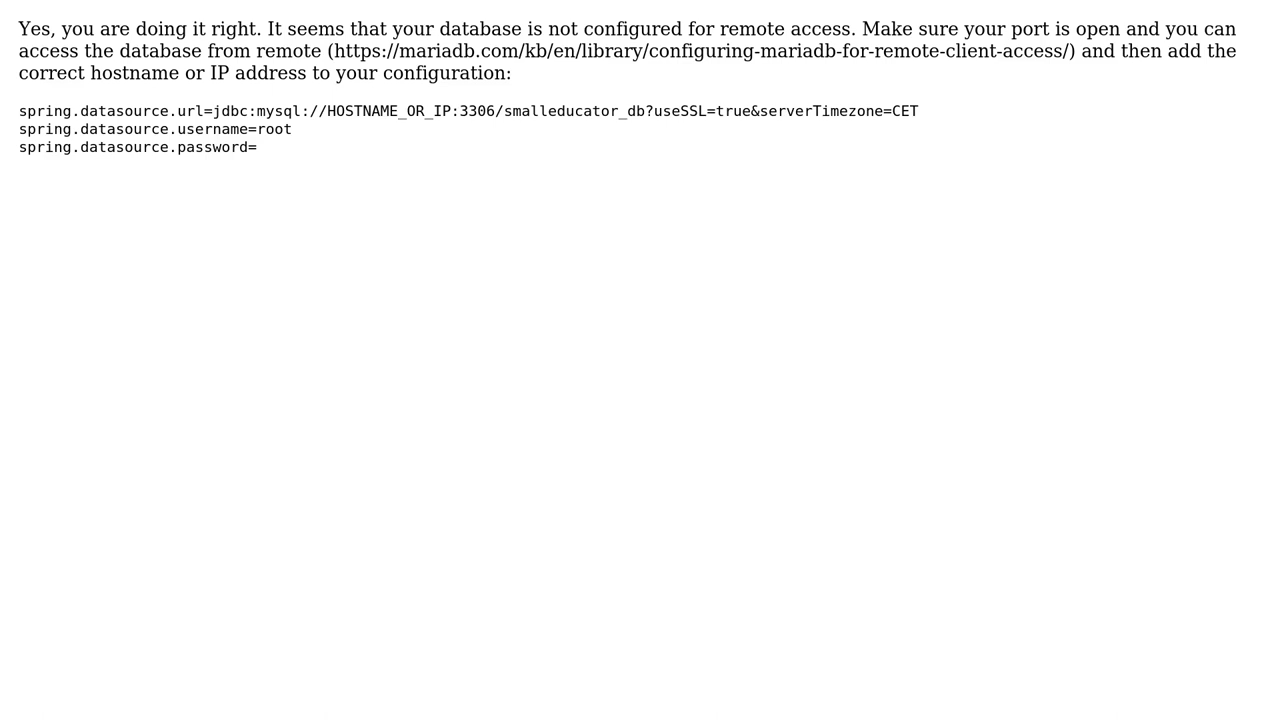 Yes, you are doing it right. It seems that your database is not configured for remote access. Make sure your port is open and you can
access the database from remote (https://mariadb.com/kb/en/library/configuring-mariadb-for-remote-client-access/) and then add the
correct hostname or IP address to your configuration:
spring.datasource.url=jdbc:mysql://HOSTNAME_OR_IP:3306/smalleducator_db?useSSL=true&serverTimezone=CET
spring.datasource.username=root
spring.datasource.password=